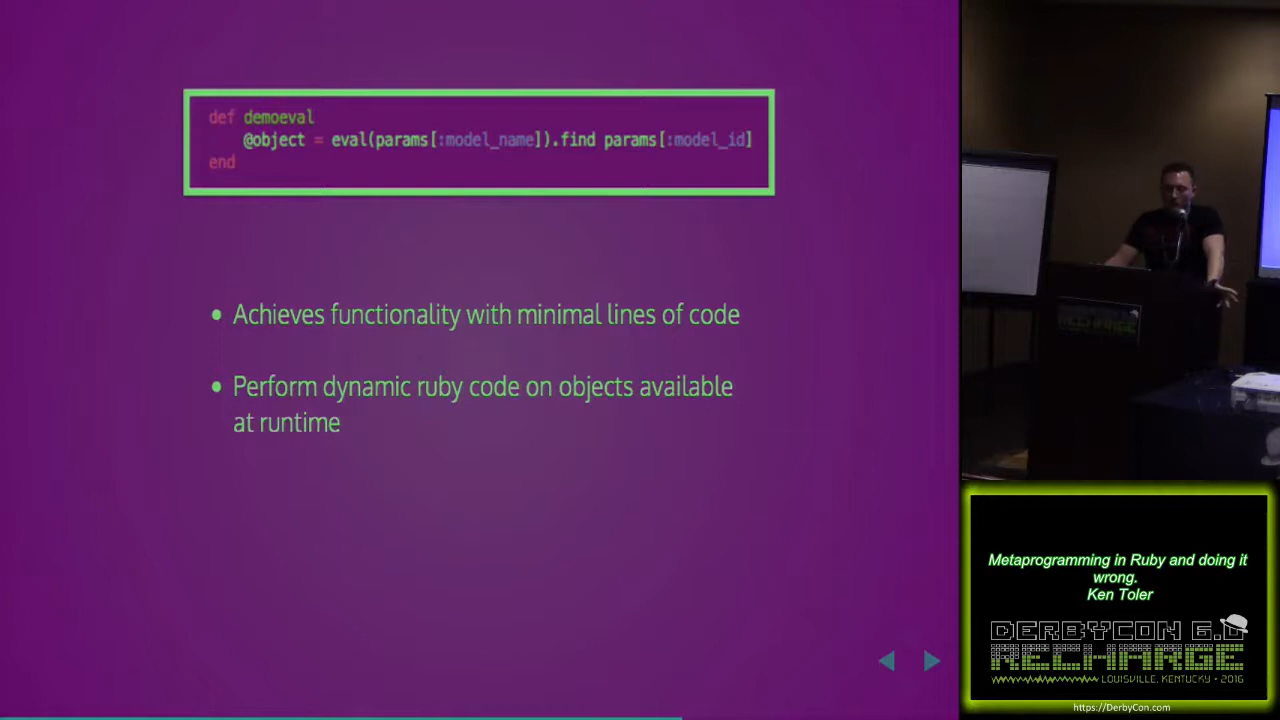 def demoeval
@object = eval(params[:model_name]).find params[:model_id]
end
• Achieves functionality with minimal lines of code
• Perform dynamic ruby code on objects available
at runtime
RECHARGE
Metaprogramming in Ruby and doing it
wrong.
Ken Toler
DERBYCON 6.0
RECHARGE
LOUISVILLE, KENTUCKY • 2016
https://DerbyCon.com